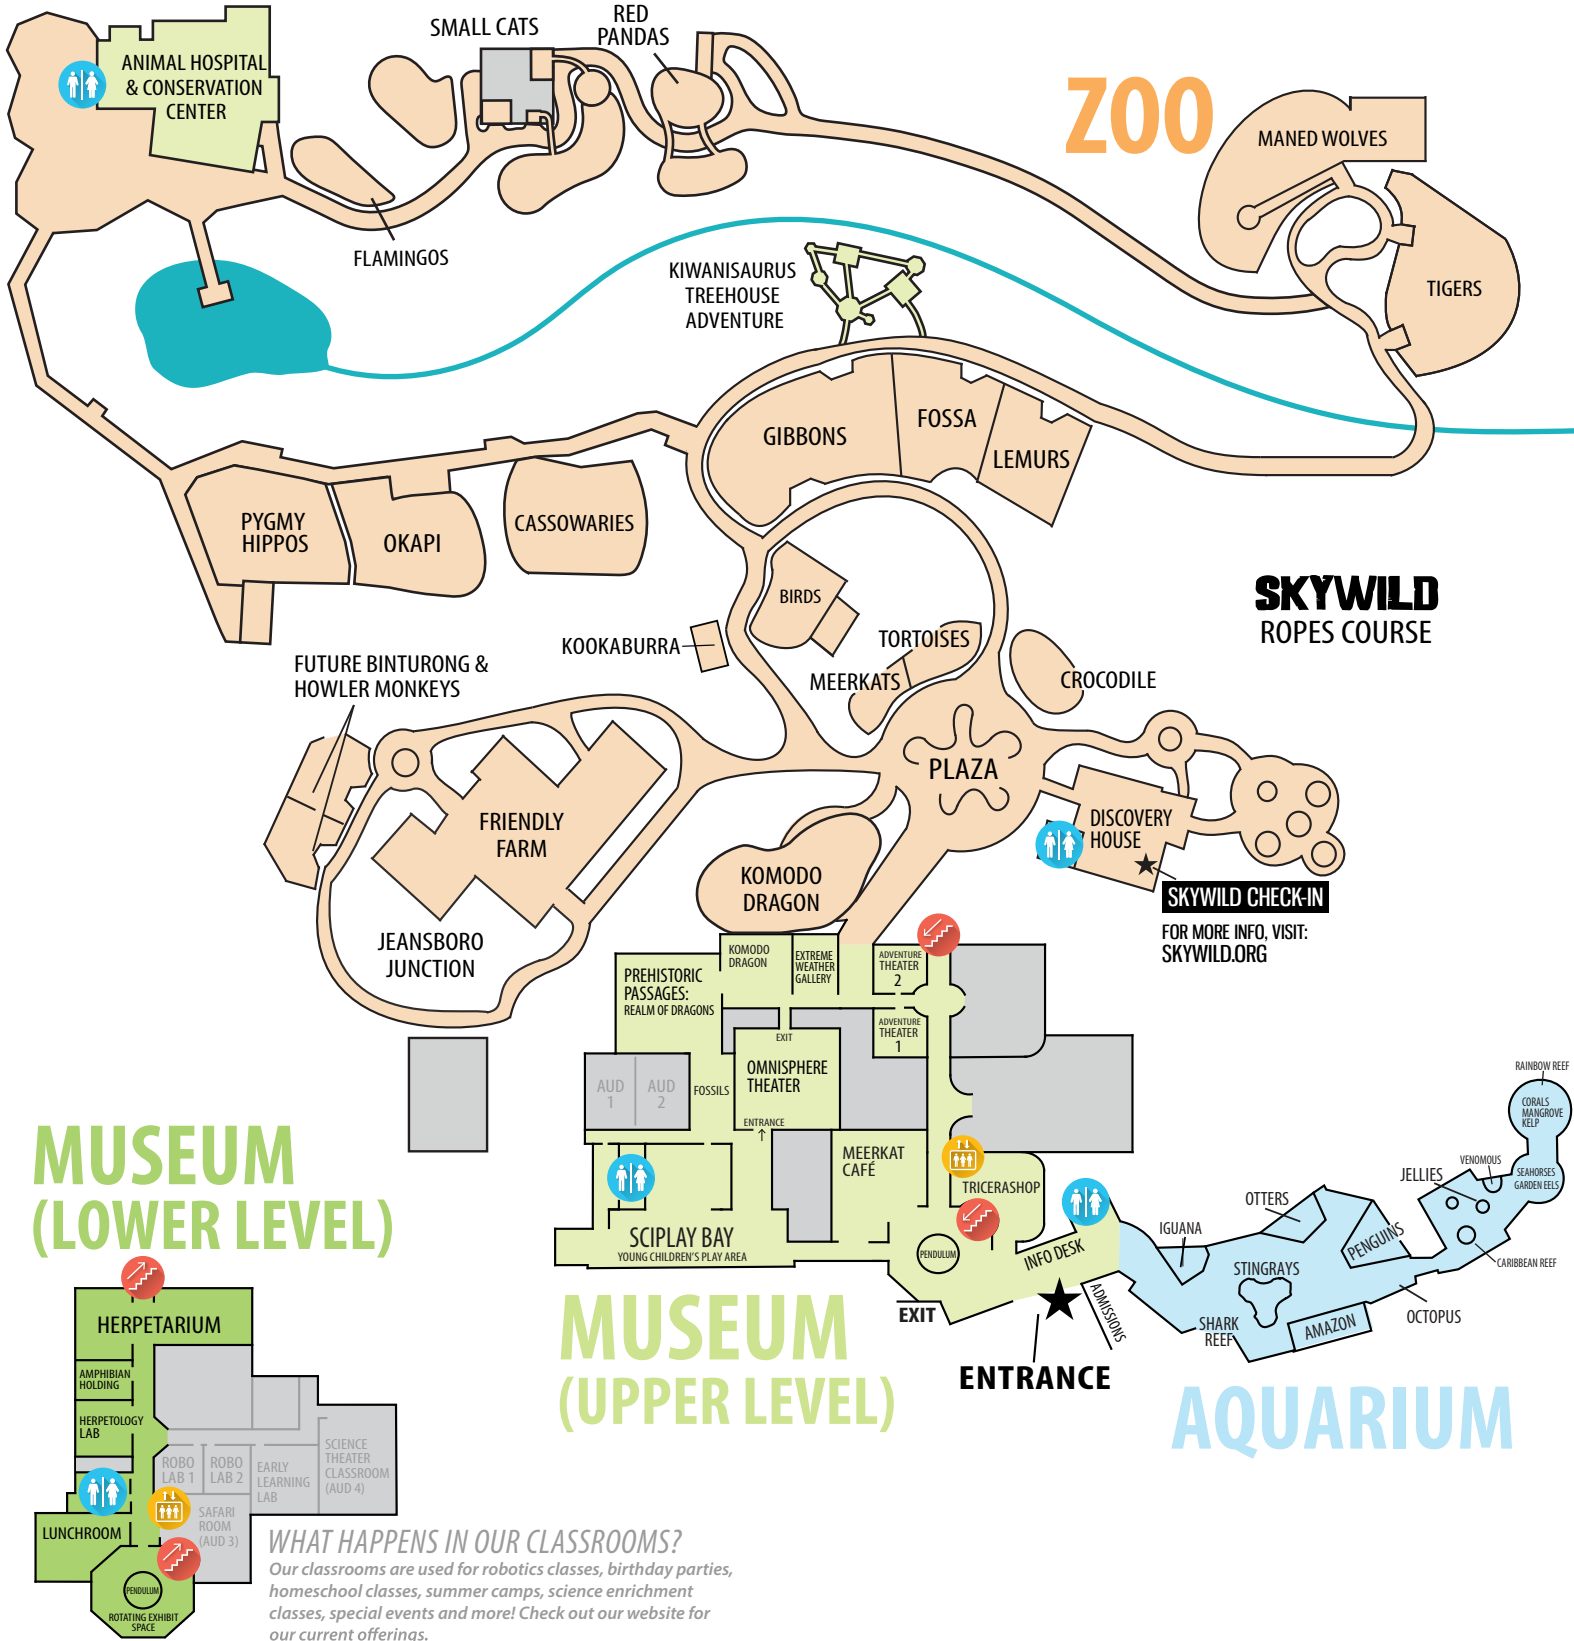 ANIMAL HOSPITAL
& CONSERVATION
CENTER
SMALL CATS
RED
PANDAS
ZOO
MANED WOLVES
TIGERS
FLAMINGOS
KIWANISAURUS
TREEHOUSE
ADVENTURE
GIBBONS
FOSSA
LEMURS
PYGMY
HIPPOS
OKAPI
CASSOWARIES
BIRDS
KOOKABURRA
TORTOISES
MEERKATS
CROCODILE
SKYWILD
ROPES COURSE
FUTURE BINTURONG &
HOWLER MONKEYS
PLAZA
FRIENDLY
FARM
JEANSBORO
JUNCTION
KOMODO
DRAGON
DISCOVERY
HOUSE
SKYWILD CHECK-IN
FOR MORE INFO, VISIT:
SKYWILD.ORG
PREHISTORIC
PASSAGES:
REALM OF DRAGONS
KOMODO
DRAGON
EXTREME
WEATHER
GALLERY
ADVENTURE
THEATER
2
ADVENTURE
THEATER
1
EXIT
OMNISPHERE
THEATER
ENTRANCE
AUD
1
AUD
2
FOSSILS
MEERKAT
CAFÉ
TRICERASHOP
SCIPLAY BAY
YOUNG CHILDREN'S PLAY AREA
PENDULUM
INFO DESK
ADMISSIONS
EXIT
ENTRANCE
MUSEUM
(UPPER LEVEL)
IGUANA
OTTERS
STINGRAYS
PENGUINS
SHARK
REEF
AMAZON
OCTOPUS
JELLIES
VENOMOUS
CARIBBEAN REEF
SEAHORSES
GARDEN EELS
CORALS
MANGROVE
KELP
RAINBOW REEF
AQUARIUM
MUSEUM
(LOWER LEVEL)
HERPETARIUM
AMPHIBIAN
HOLDING
HERPETOLOGY
LAB
ROBO
LAB 1
ROBO
LAB 2
EARLY
LEARNING
LAB
SCIENCE
THEATER
CLASSROOM
(AUD 4)
SAFARI
ROOM
(AUD 3)
LUNCHROOM
PENDULUM
ROTATING EXHIBIT
SPACE
WHAT HAPPENS IN OUR CLASSROOMS?
Our classrooms are used for robotics classes, birthday parties,
homeschool classes, summer camps, science enrichment
classes, special events and more! Check out our website for
our current offerings.